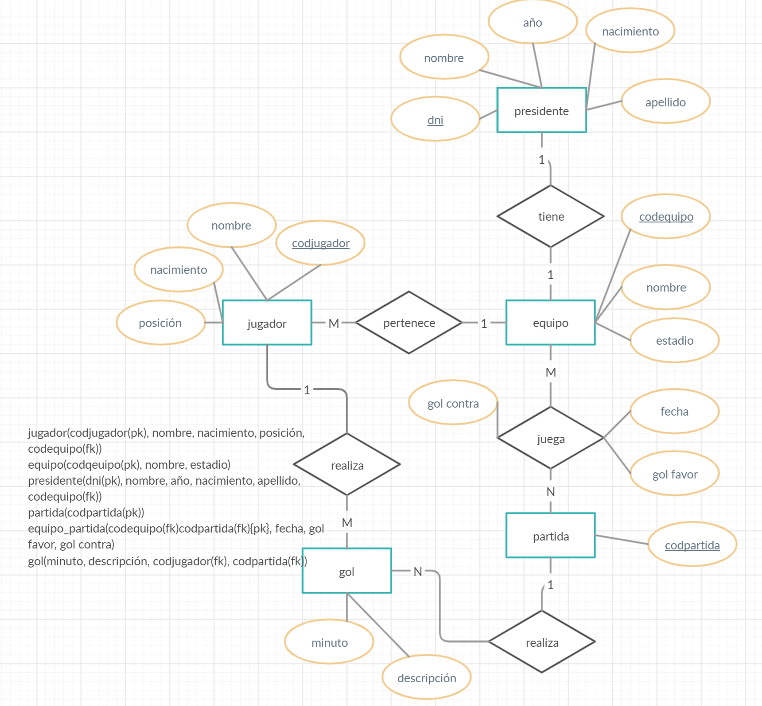 año
nacimiento
nombre
apellido
presidente
dni
1
tiene
codequipo
nombre
codjugador
nacimiento
1
nombre
posición
jugador
M
pertenece
1
equipo
estadio
M
1
gol contra
fecha
juega
jugador(codjugador(pk), nombre, nacimiento, posición,
codequipo(fk))
equipo(codqeuipo(pk), nombre, estadio)
presidente(dni(pk), nombre, año, nacimiento, apellido,
codequipo(fk))
partida(codpartida(pk))
equipo_partida(codequipo(fk)codpartida(fk){pk}, fecha, gol
favor, gol contra)
gol(minuto, descripción, codjugador(fk), codpartida(fk))
realiza
gol favor
N
M
partida
codpartida
gol
N
1
minuto
realiza
descripción